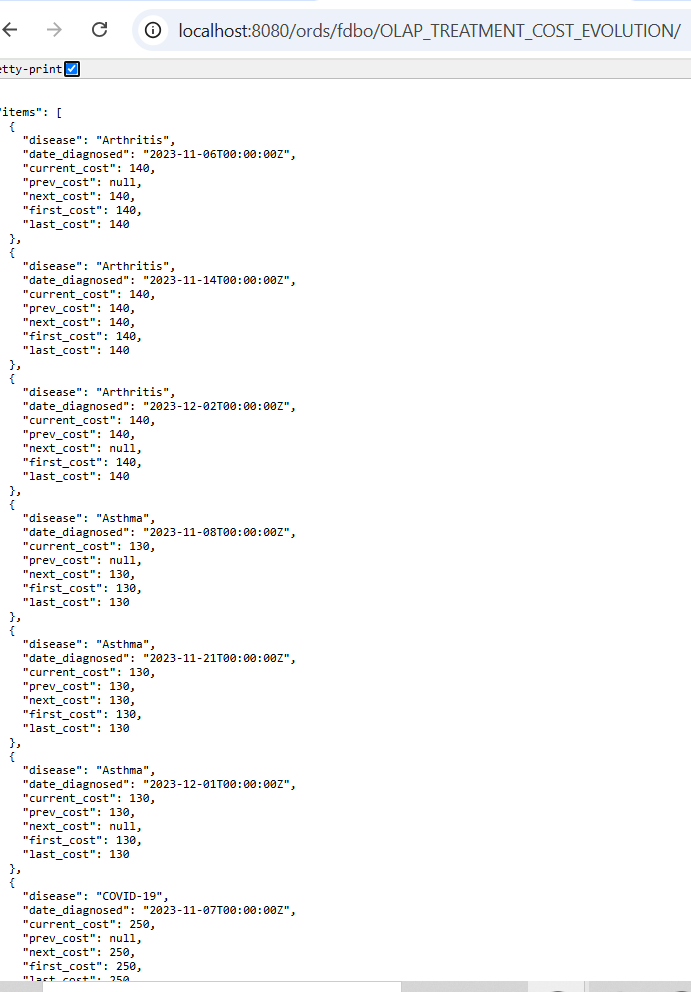 localhost:8080/ords/fdbo/OLAP_TREATMENT_COST_EVOLUTION/
etty-print
"items": [
{
"disease": "Arthritis",
"date_diagnosed": "2023-11-06T00:00:00Z",
"current_cost": 140,
"prev_cost": null,
"next_cost": 140,
"first_cost": 140,
"last_cost": 140
},
{
"disease": "Arthritis",
"date_diagnosed": "2023-11-14T00:00:00Z",
"current_cost": 140,
"prev_cost": 140,
"next_cost": 140,
"first_cost": 140,
"last_cost": 140
},
{
"disease": "Arthritis",
"date_diagnosed": "2023-12-02T00:00:00Z",
"current_cost": 140,
"prev_cost": 140,
"next_cost": null,
"first_cost": 140,
"last_cost": 140
},
{
"disease": "Asthma",
"date_diagnosed": "2023-11-08T00:00:00Z",
"current_cost": 130,
"prev_cost": null,
"next_cost": 130,
"first_cost": 130,
"last_cost": 130
},
{
"disease": "Asthma",
"date_diagnosed": "2023-11-21T00:00:00Z",
"current_cost": 130,
"prev_cost": 130,
"next_cost": 130,
"first_cost": 130,
"last_cost": 130
},
{
"disease": "Asthma",
"date_diagnosed": "2023-12-01T00:00:00Z",
"current_cost": 130,
"prev_cost": 130,
"next_cost": null,
"first_cost": 130,
"last_cost": 130
},
{
"disease": "COVID-19",
"date_diagnosed": "2023-11-07T00:00:00Z",
"current_cost": 250,
"prev_cost": null,
"next_cost": 250,
"first_cost": 250,
"last_cost": 250